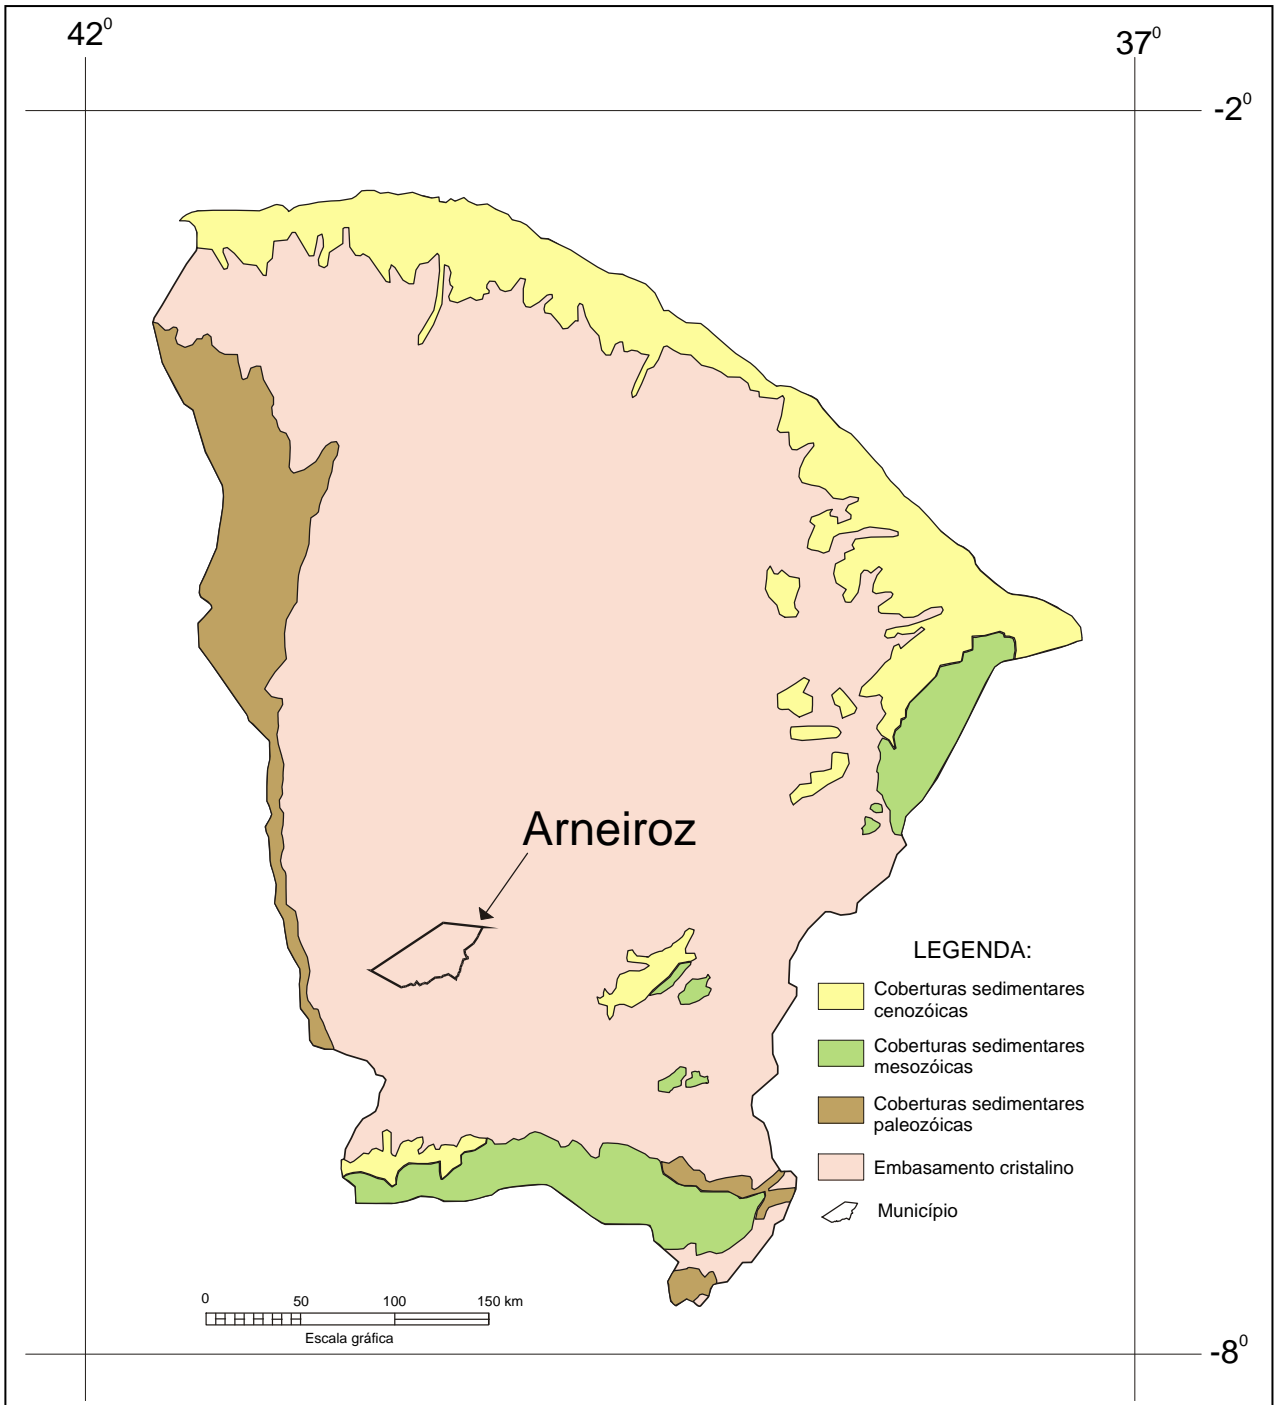 42⁰
37⁰
-2⁰
Arneiroz
LEGENDA:
Coberturas sedimentares
cenozóicas
Coberturas sedimentares
mesozóicas
Coberturas sedimentares
paleozóicas
Embasamento cristalino
Município
0 50 100 150 km
Escala gráfica
-8⁰